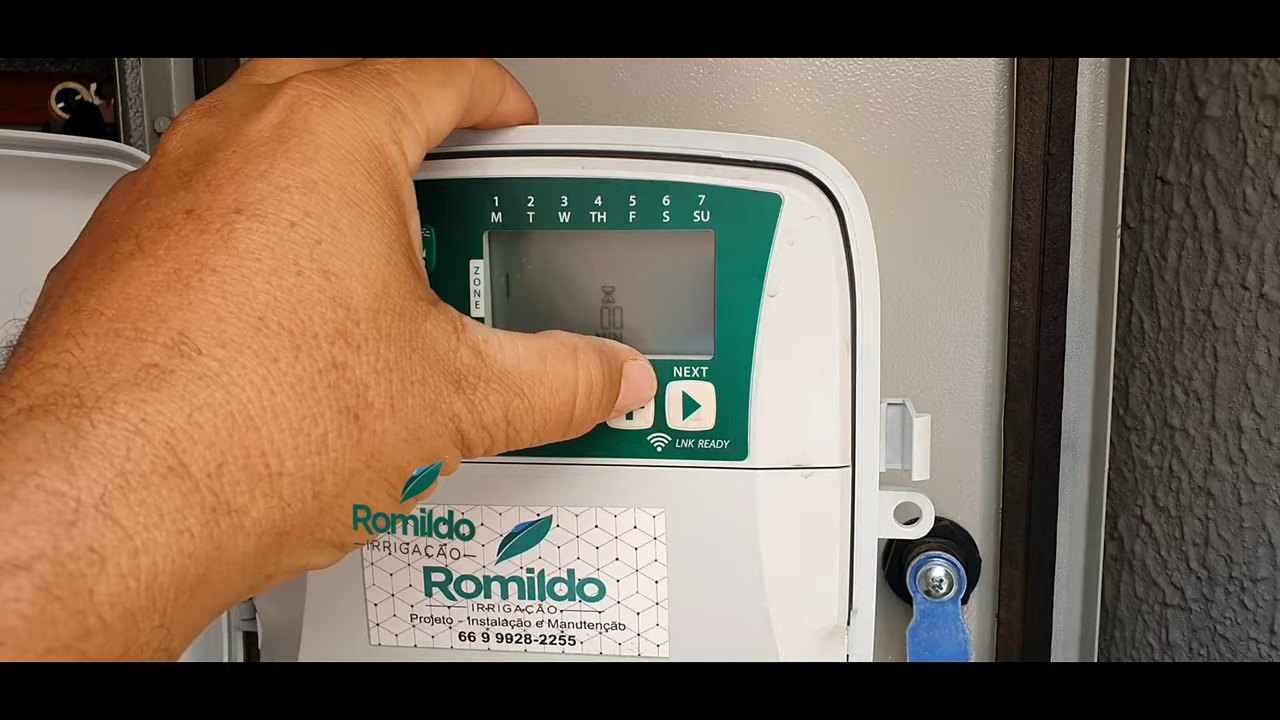 1 2 3 4 5 6 7
M T W TH F S SU
ZONE
NEXT
LNK READY
Romildo
IRRIGAÇÃO
Romildo
IRRIGAÇÃO
Projeto - Instalação e Manutenção
66 9 9928-2255